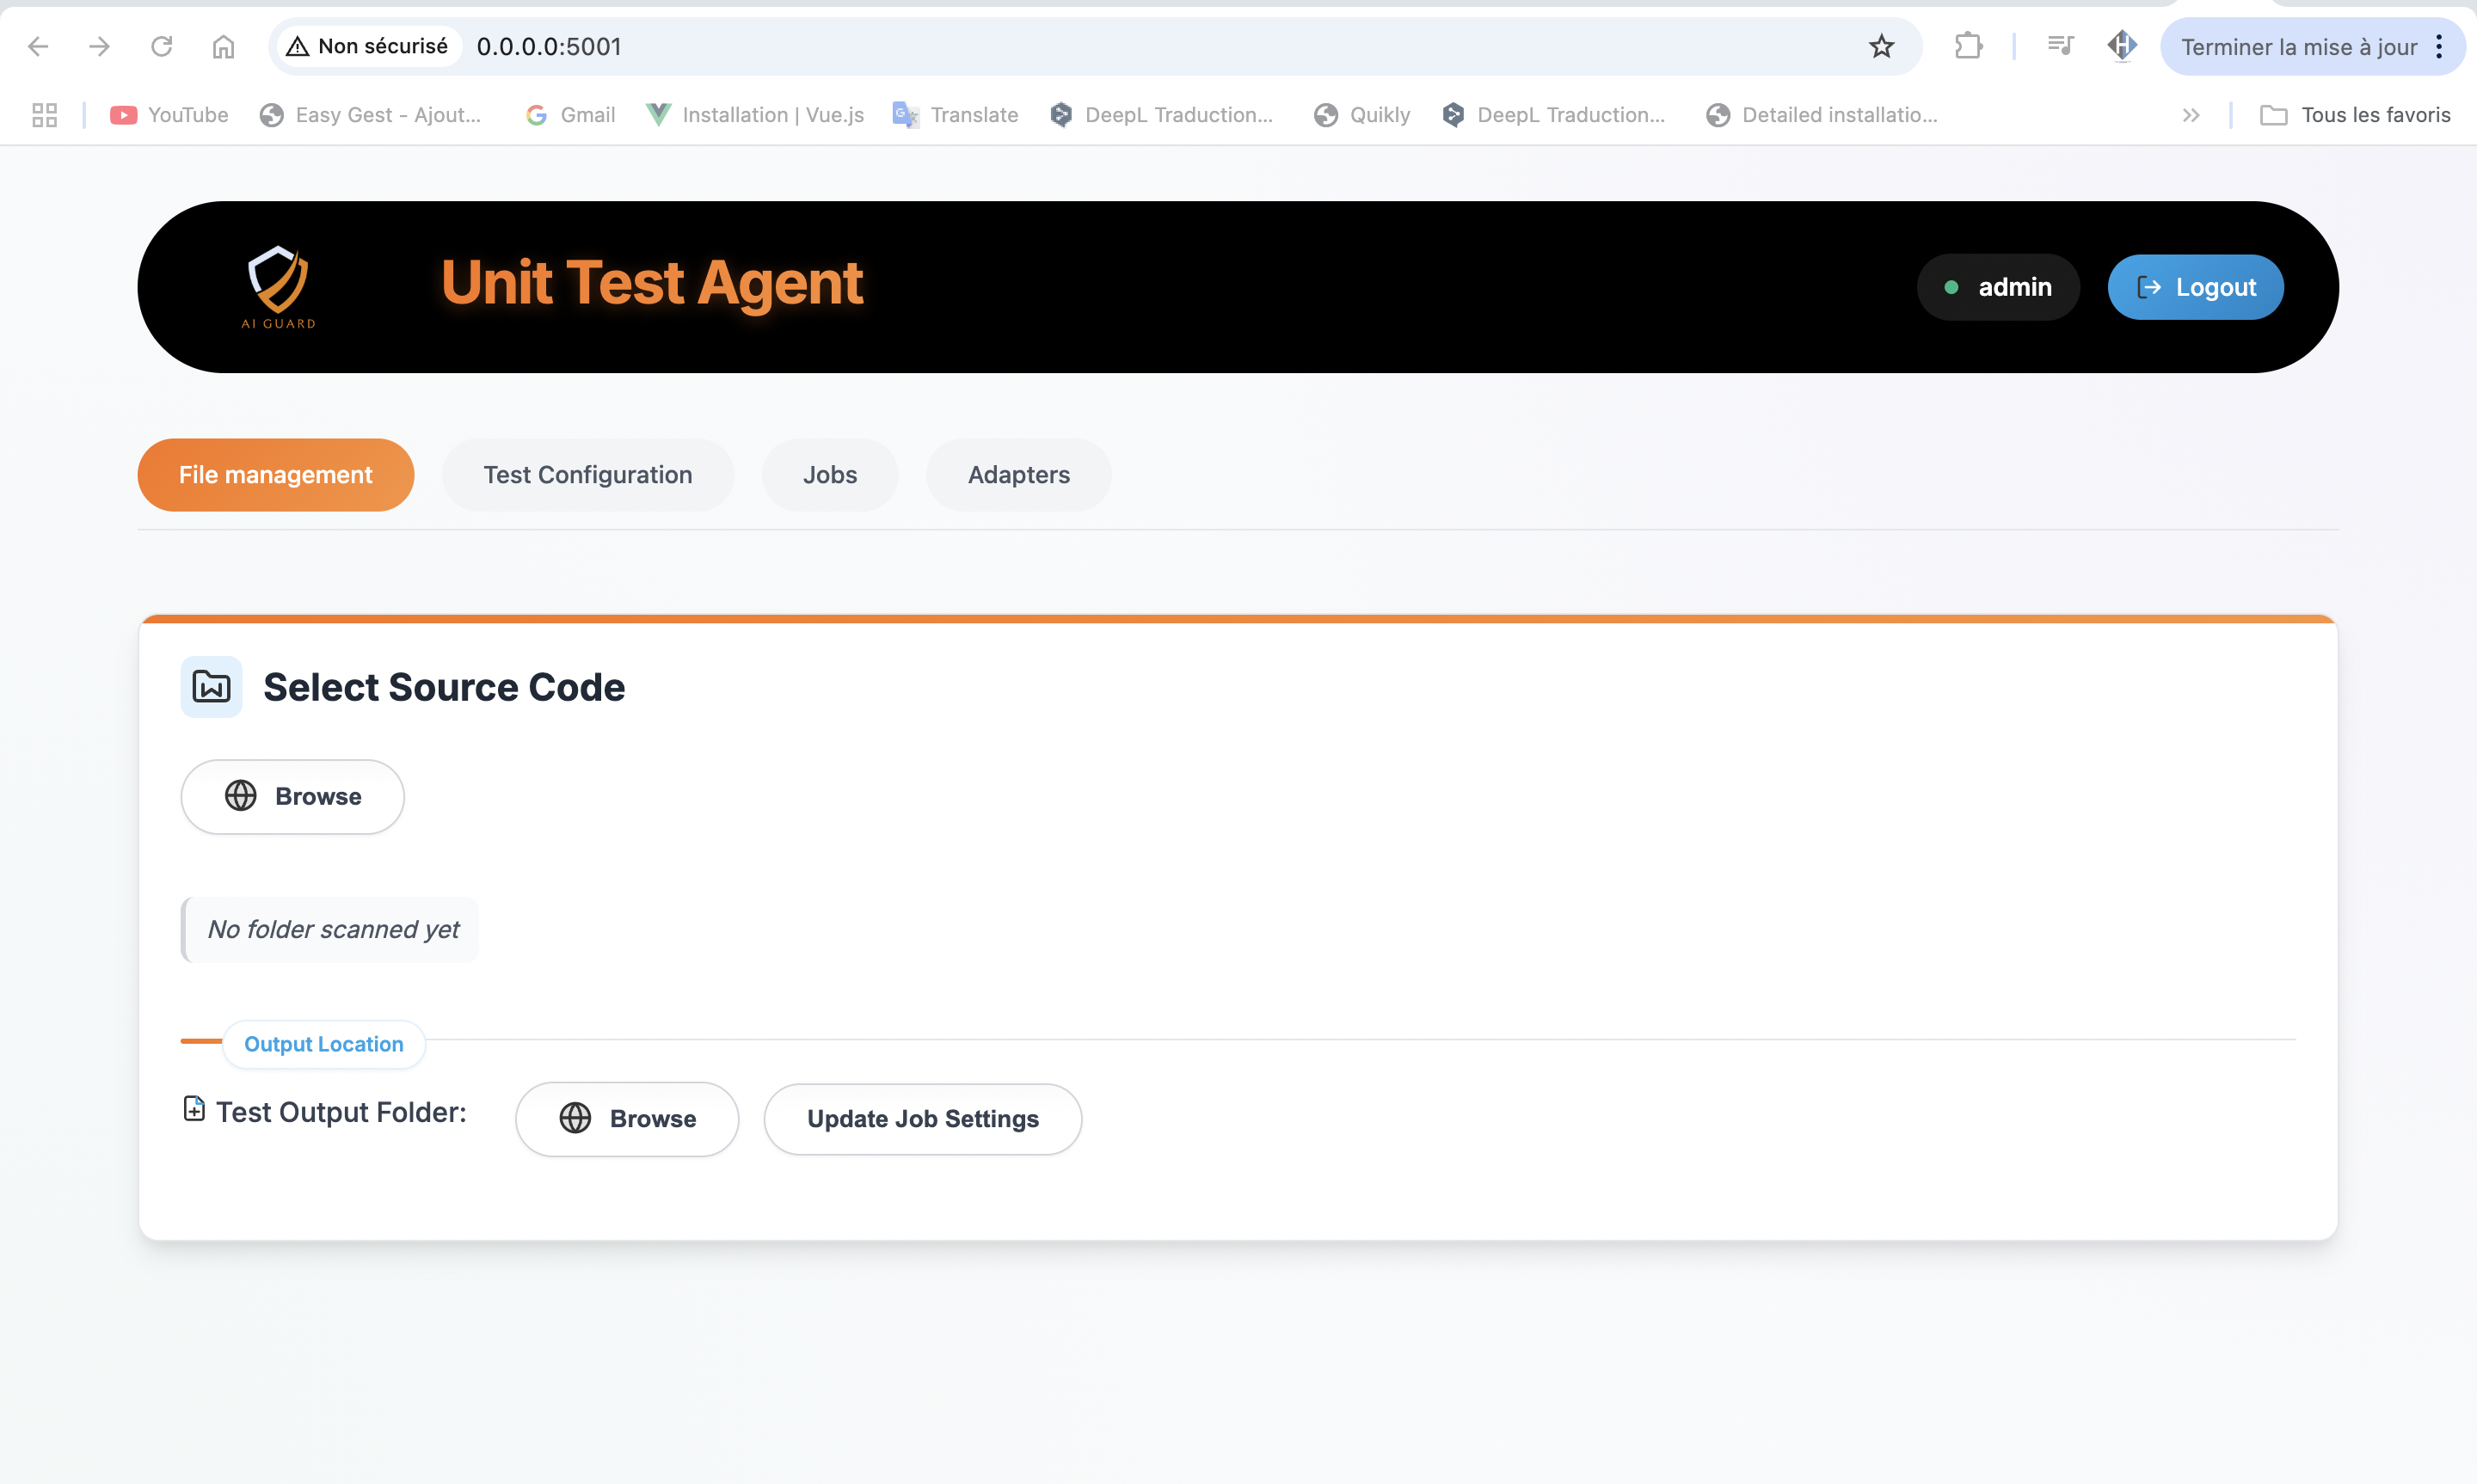 Non sécurisé 0.0.0.0:5001 Terminer la mise à jour
YouTube Easy Gest - Ajout... Gmail Installation | Vue.js Translate DeepL Traduction... Quikly DeepL Traduction... Detailed installatio... Tous les favoris
AI GUARD
Unit Test Agent
admin
Logout
File management Test Configuration Jobs Adapters
Select Source Code
Browse
No folder scanned yet
Output Location
Test Output Folder: Browse Update Job Settings